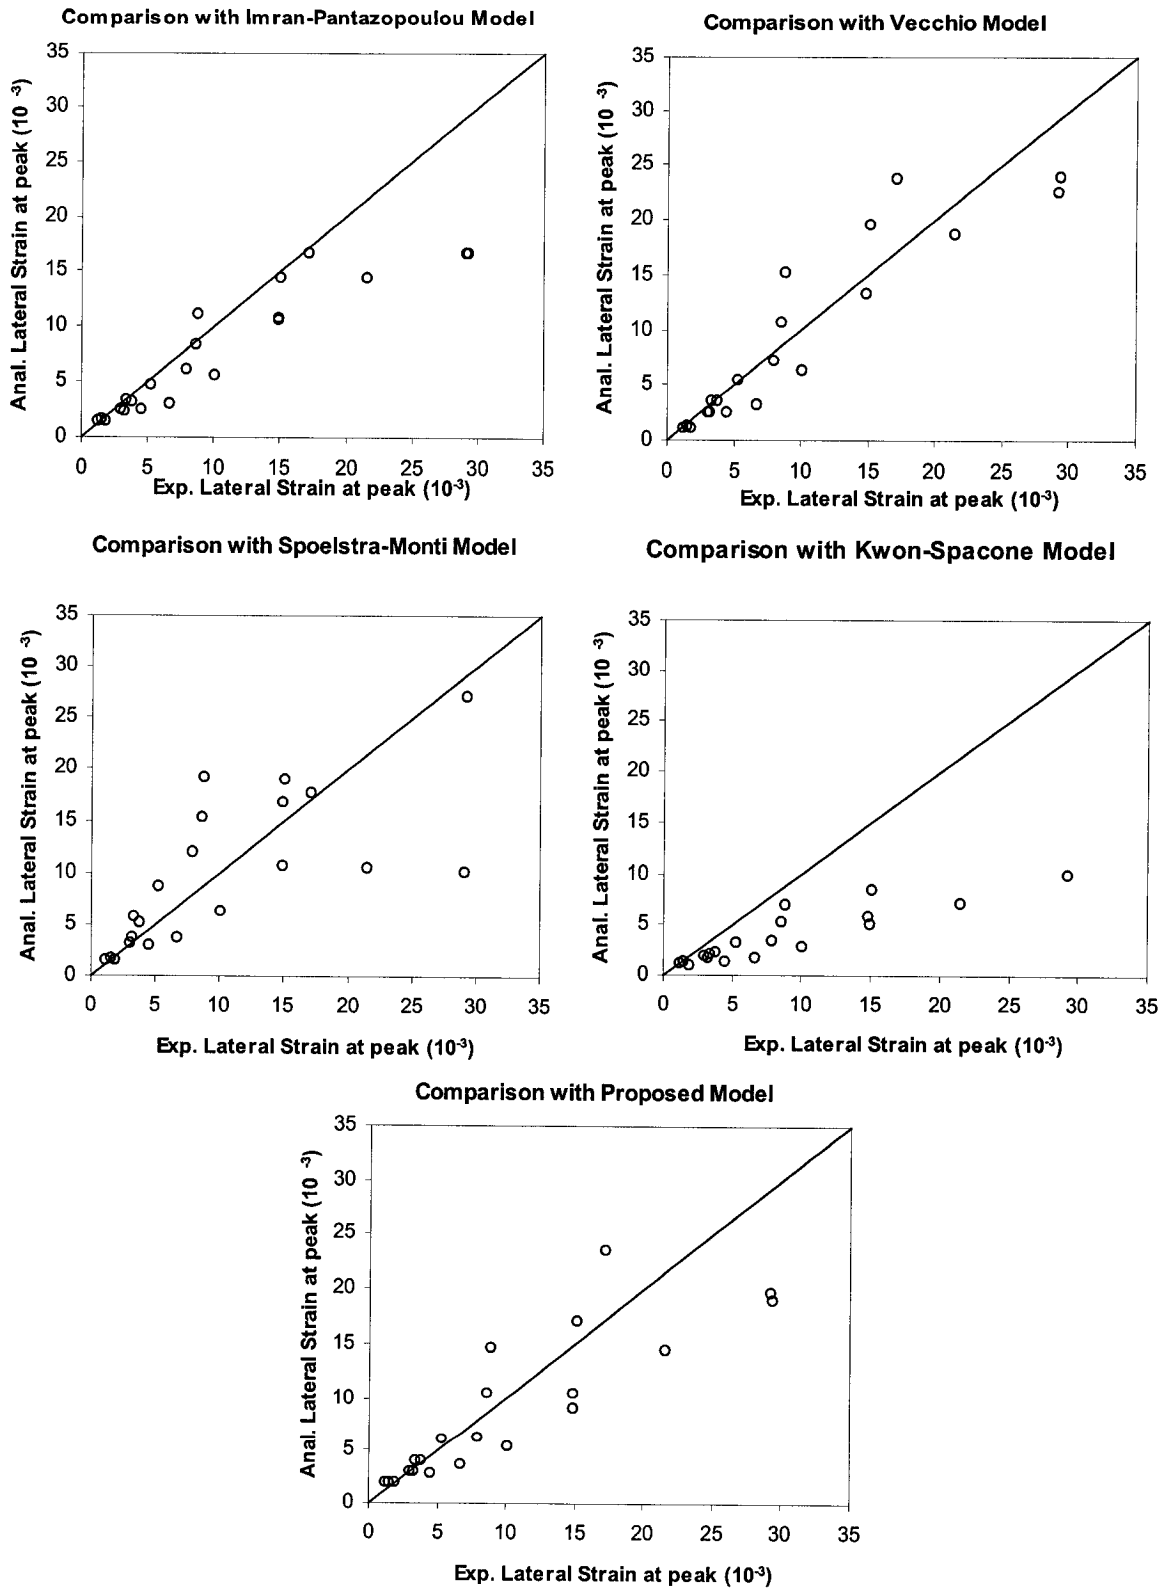 Comparison with Imran-Pantazopoulou Model
Anal. Lateral Strain at peak (10 -3)
35
30
25
20
15
10
5
0
0 5 10 15 20 25 30 35
Exp. Lateral Strain at peak (10-3)
Comparison with Vecchio Model
Anal. Lateral Strain at peak (10 -3)
35
30
25
20
15
10
5
0
0 5 10 15 20 25 30 35
Exp. Lateral Strain at peak (10-3)
Comparison with Spoelstra-Monti Model
Anal. Lateral Strain at peak (10 -3)
35
30
25
20
15
10
5
0
0 5 10 15 20 25 30 35
Exp. Lateral Strain at peak (10-3)
Comparison with Kwon-Spacone Model
Anal. Lateral Strain at peak (10 -3)
35
30
25
20
15
10
5
0
0 5 10 15 20 25 30 35
Exp. Lateral Strain at peak (10-3)
Comparison with Proposed Model
Anal. Lateral Strain at peak (10 -3)
35
30
25
20
15
10
5
0
0 5 10 15 20 25 30 35
Exp. Lateral Strain at peak (10-3)